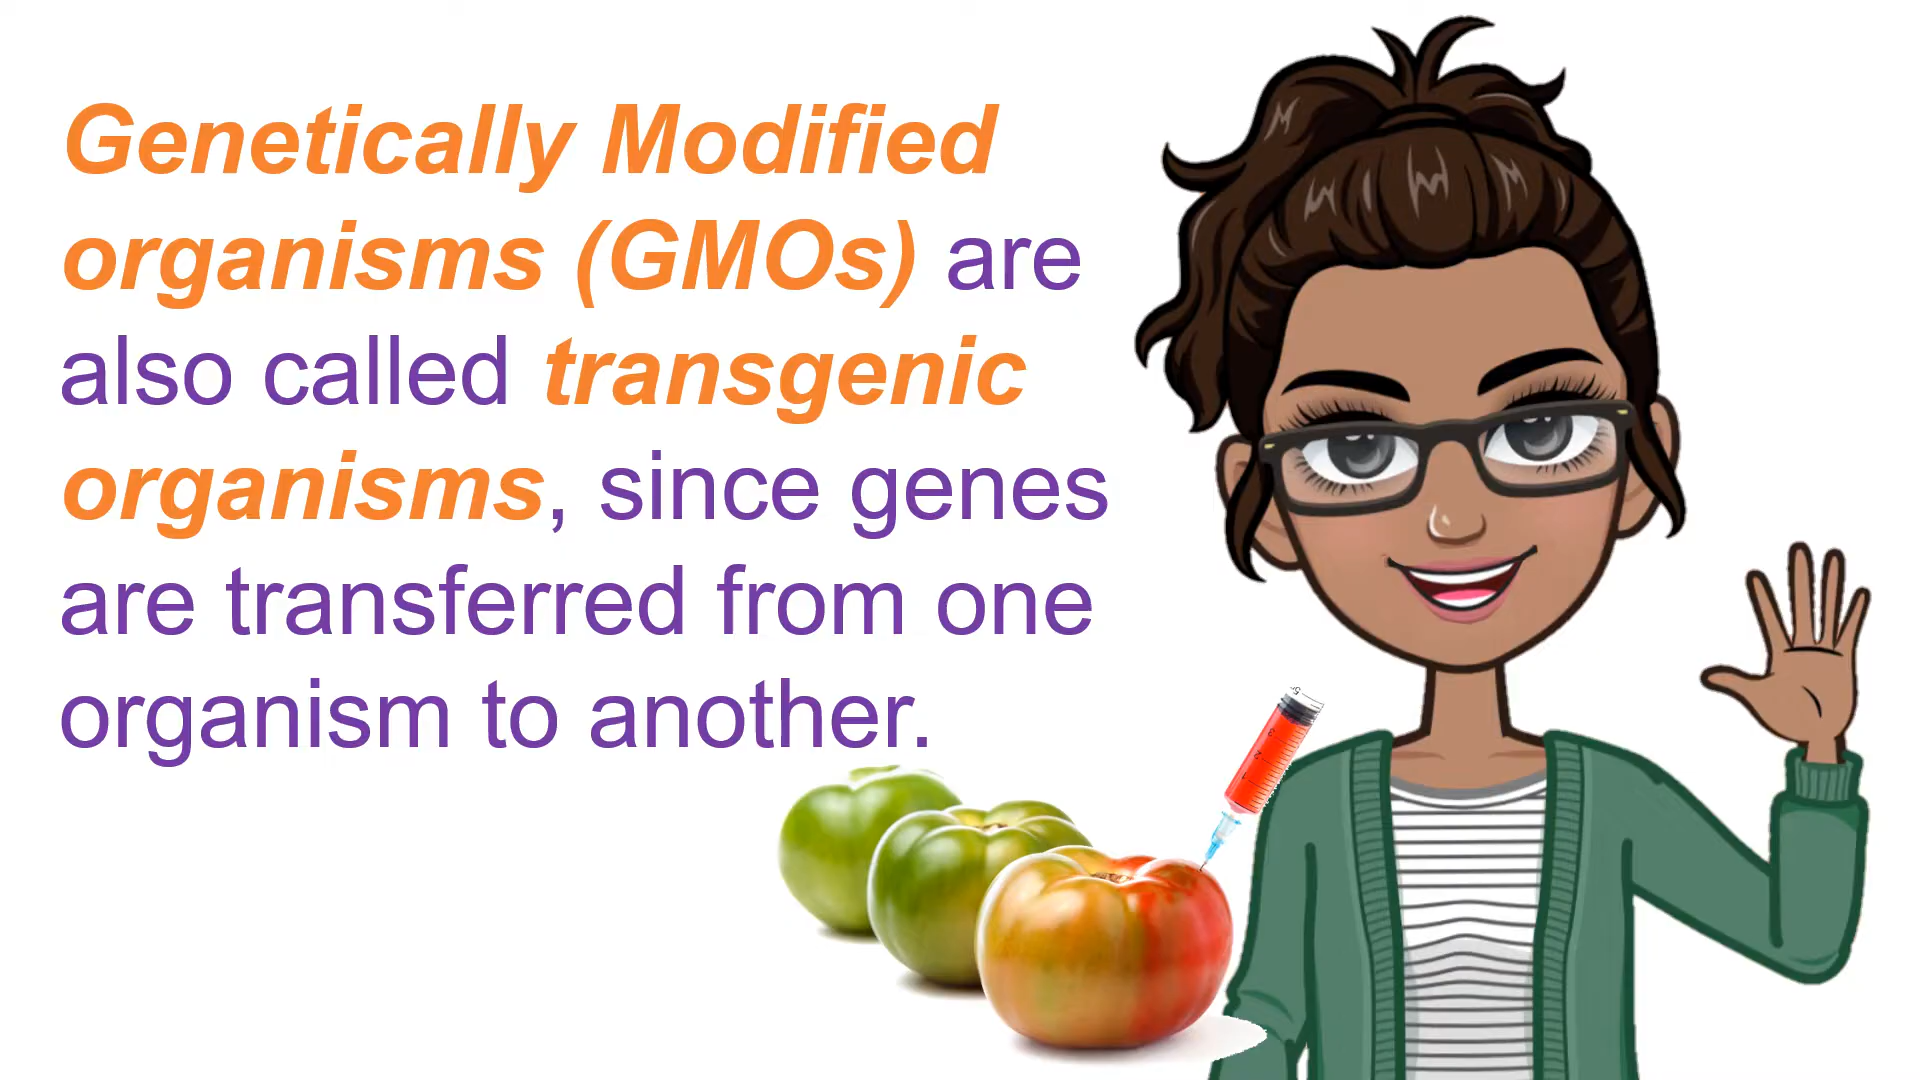 Genetically Modified
organisms (GMOs) are
also called transgenic
organisms, since genes
are transferred from one
organism to another.